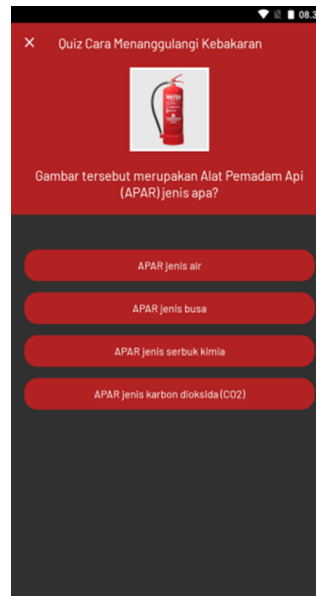 08.3
Quiz Cara Menanggulangi Kebakaran
WATER
Gambar tersebut merupakan Alat Pemadam Api
(APAR) jenis apa?
APAR jenis air
APAR jenis busa
APAR jenis serbuk kimia
APAR jenis karbon dioksida (CO2)